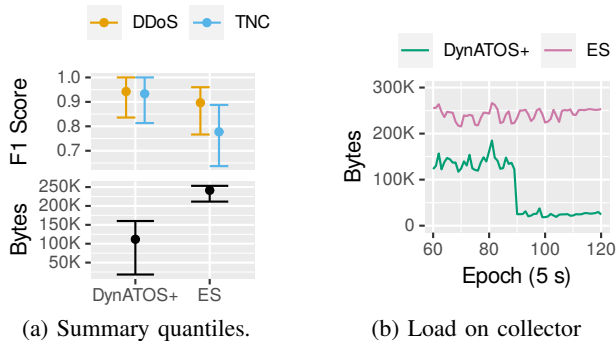 DDoS TNC
F1 Score
1.0
0.9
0.8
0.7
Bytes
250K
200K
150K
100K
50K
DynATOS+ ES
(a) Summary quantiles.
DynATOS+ ES
Bytes
300K
200K
100K
0
60 80 100 120
Epoch (5 s)
(b) Load on collector